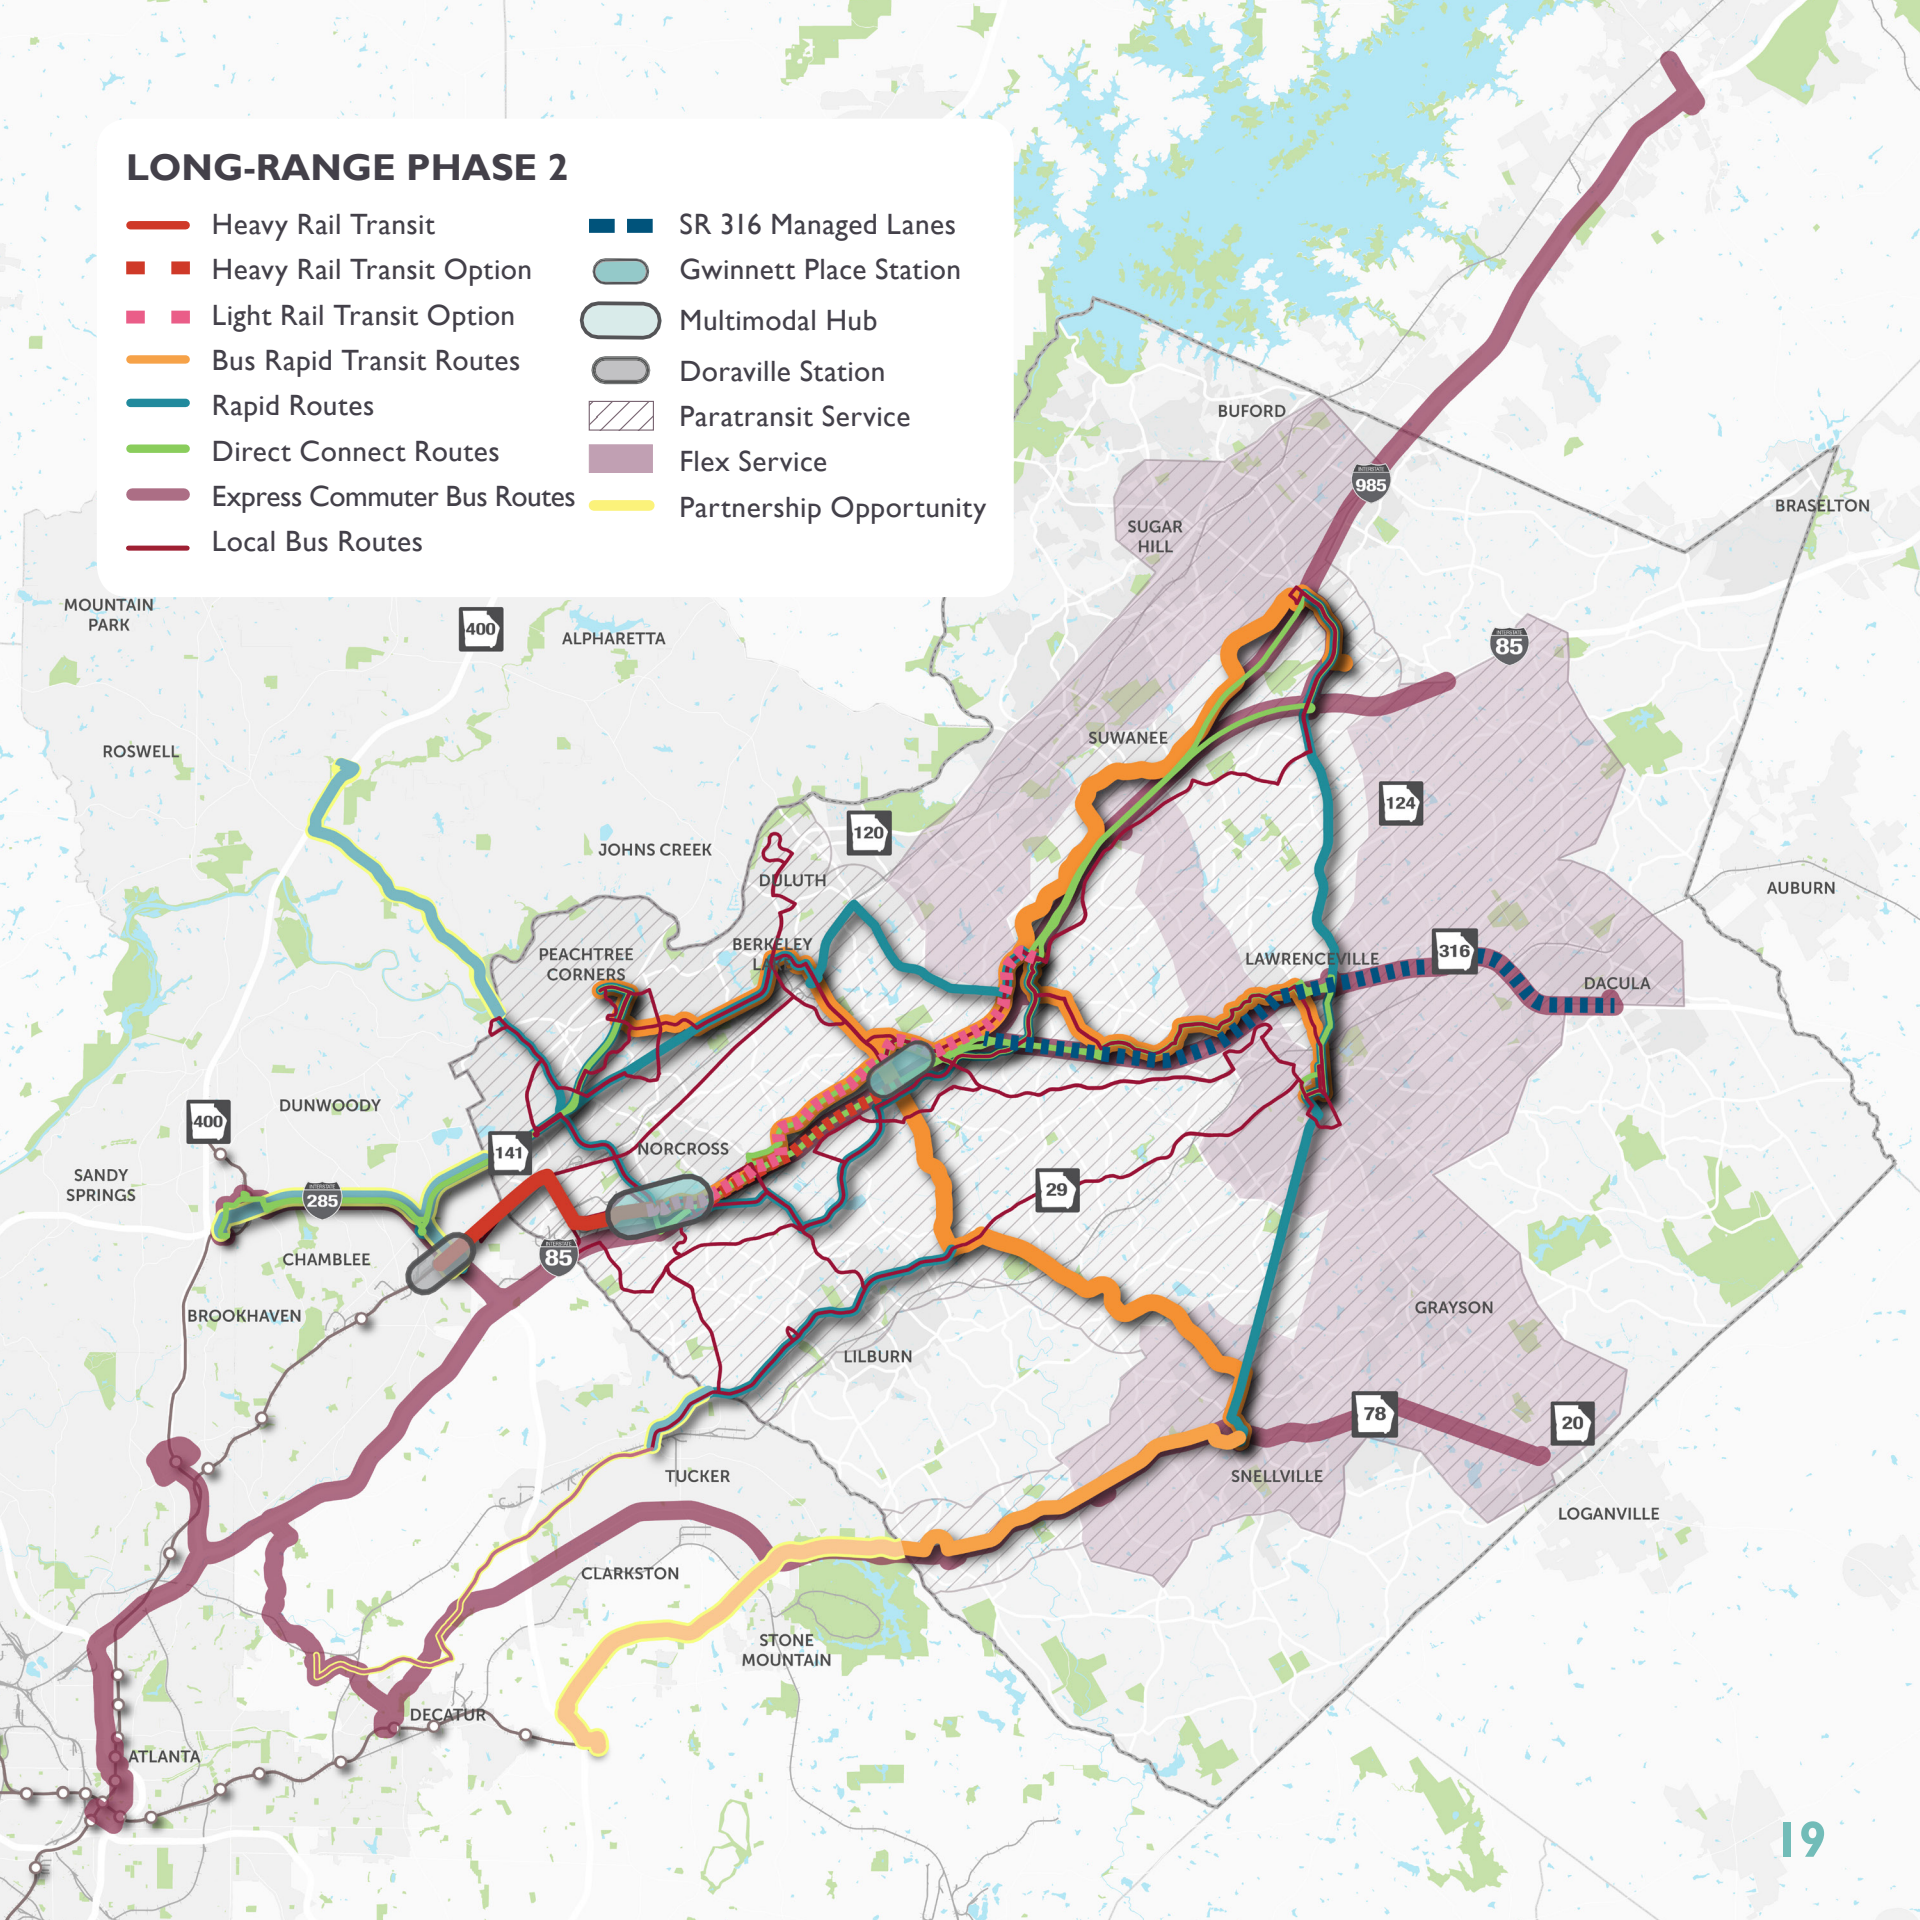 LONG-RANGE PHASE 2
Heavy Rail Transit
Heavy Rail Transit Option
Light Rail Transit Option
Bus Rapid Transit Routes
Rapid Routes
Direct Connect Routes
Express Commuter Bus Routes
Local Bus Routes
SR 316 Managed Lanes
Gwinnett Place Station
Multimodal Hub
Doraville Station
Paratransit Service
Flex Service
Partnership Opportunity
BUFORD
INTERSTATE
985
BRASELTON
SUGAR
HILL
MOUNTAIN
PARK
400
ALPHARETTA
INTERSTATE
85
ROSWELL
SUWANEE
124
120
JOHNS CREEK
DULUTH
AUBURN
BERKELEY
PEACHTREE
CORNERS
LAWRENCEVILLE
316
DACULA
DUNWOODY
400
141
NORCROSS
SANDY
SPRINGS
INTERSTATE
285
29
CHAMBLEE
INTERSTATE
85
BROOKHAVEN
GRAYSON
LILBURN
78
20
TUCKER
SNELLVILLE
LOGANVILLE
CLARKSTON
STONE
MOUNTAIN
DECATUR
ATLANTA
19